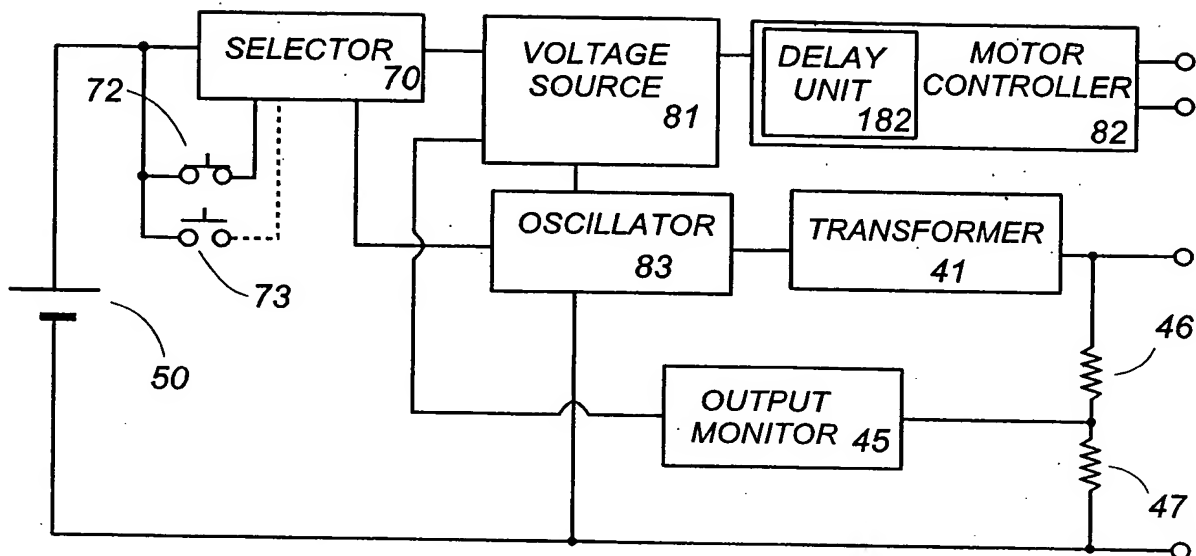 SELECTOR
70
VOLTAGE
SOURCE
81
DELAY
UNIT
182
MOTOR
CONTROLLER
82
72
73
OSCILLATOR
83
TRANSFORMER
41
50
46
OUTPUT
MONITOR 45
47